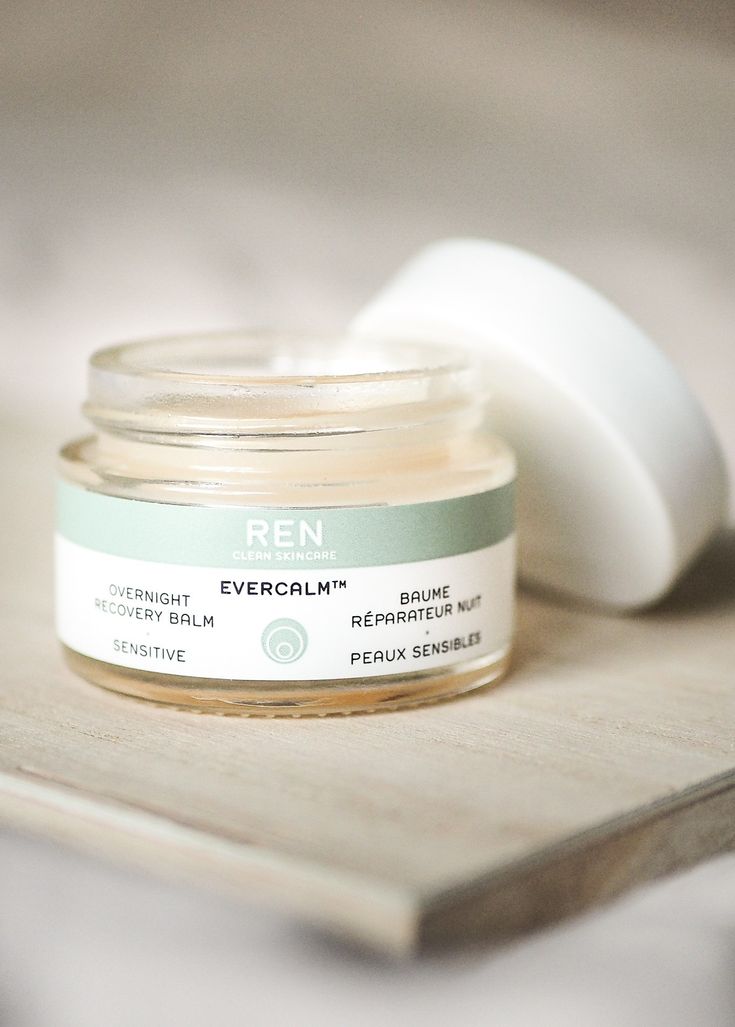 REN
CLEAN SKINCARE
EVERCALM™
OVERNIGHT
RECOVERY BALM
SENSITIVE
BAUME
RÉPARATEUR NUIT
PEAUX SENSIBLES